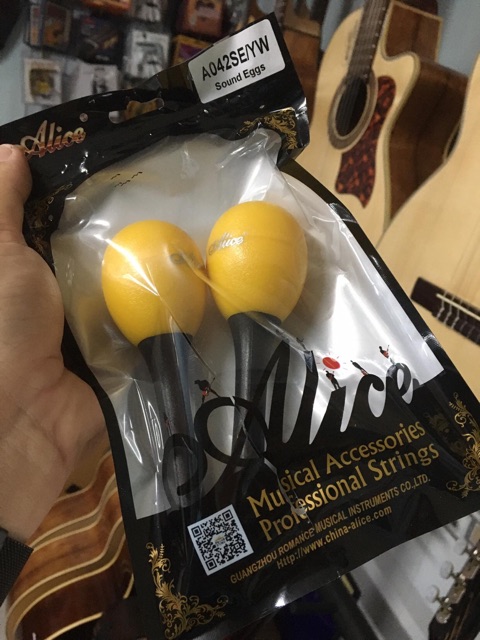 A042SE/YW
Sound Eggs
Alice
Alice
Alice
Musical Accessories
Professional Strings
GUANGZHOU ROMANCE MUSICAL INSTRUMENTS CO.,LTD.
Http://www.china-alice.com